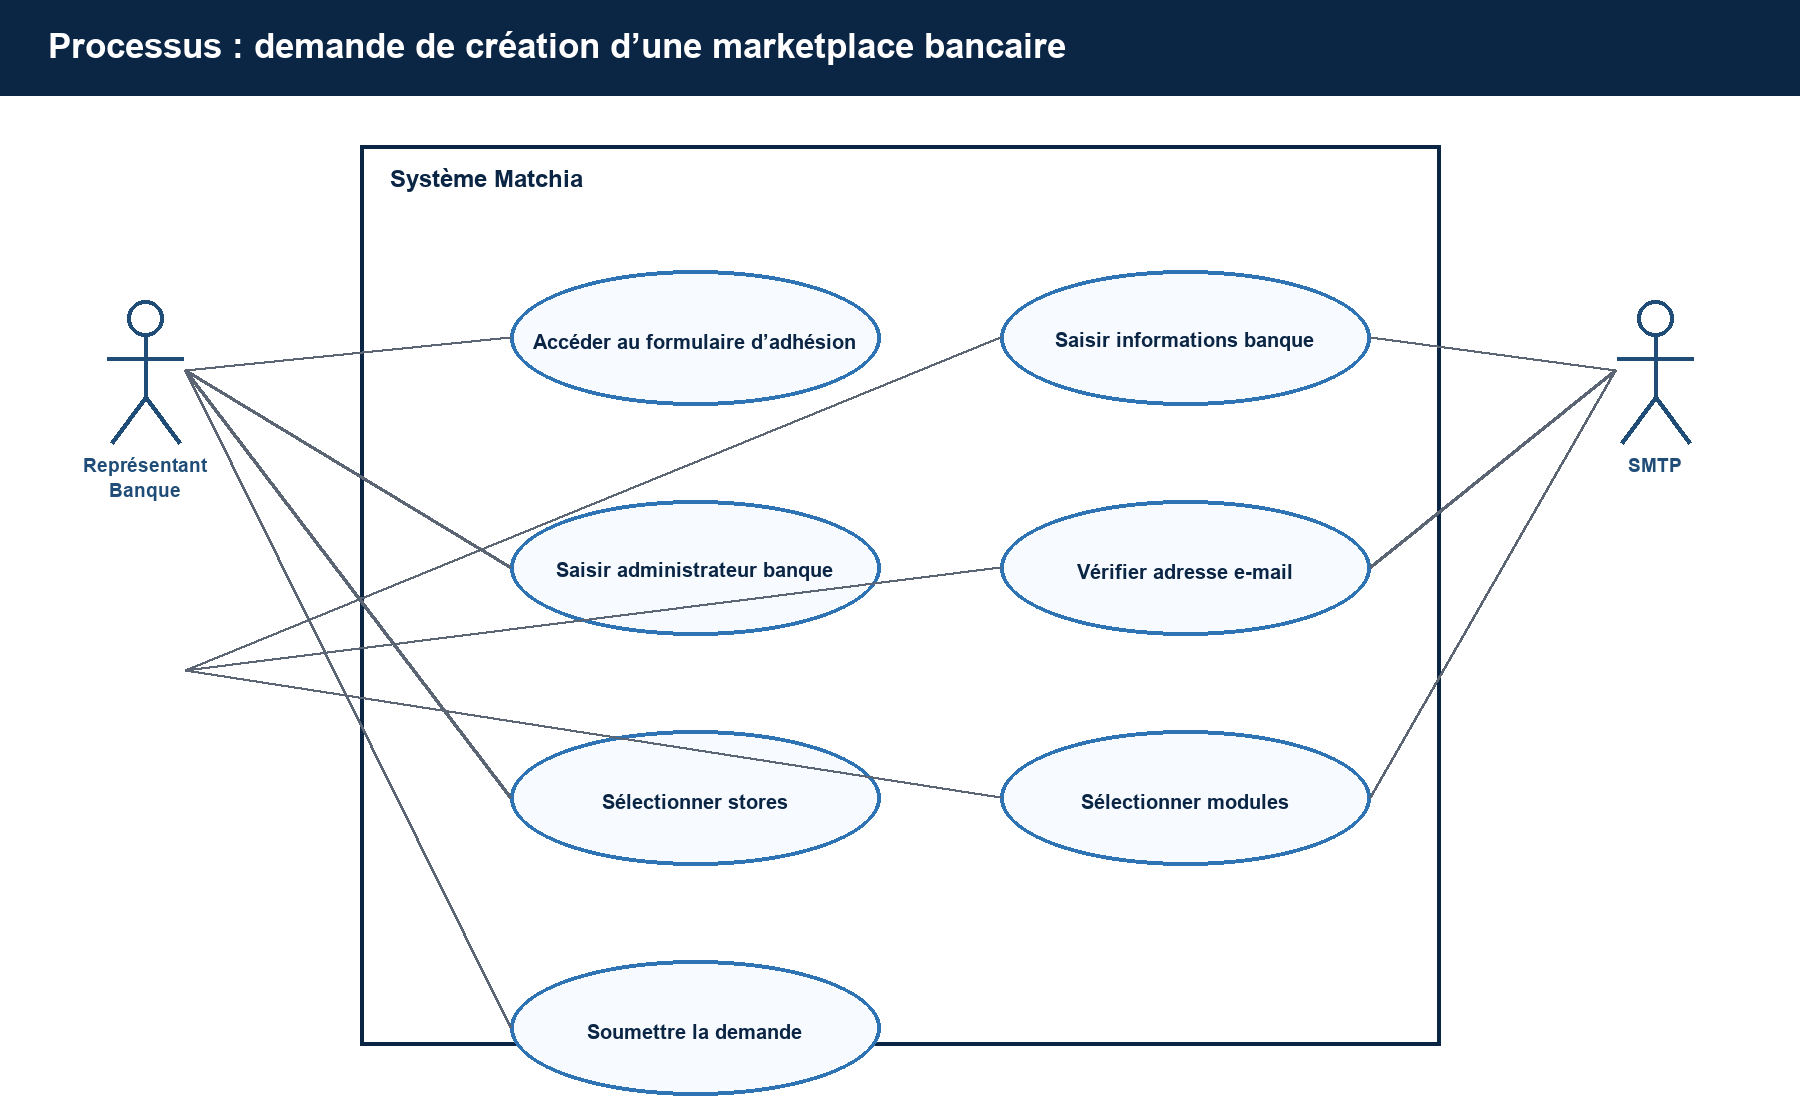 Processus : demande de création d’une marketplace bancaire
Système Matchia
Accéder au formulaire d’adhésion
Saisir informations banque
Représentant
Banque
SMTP
Saisir administrateur banque
Vérifier adresse e-mail
Sélectionner stores
Sélectionner modules
Soumettre la demande